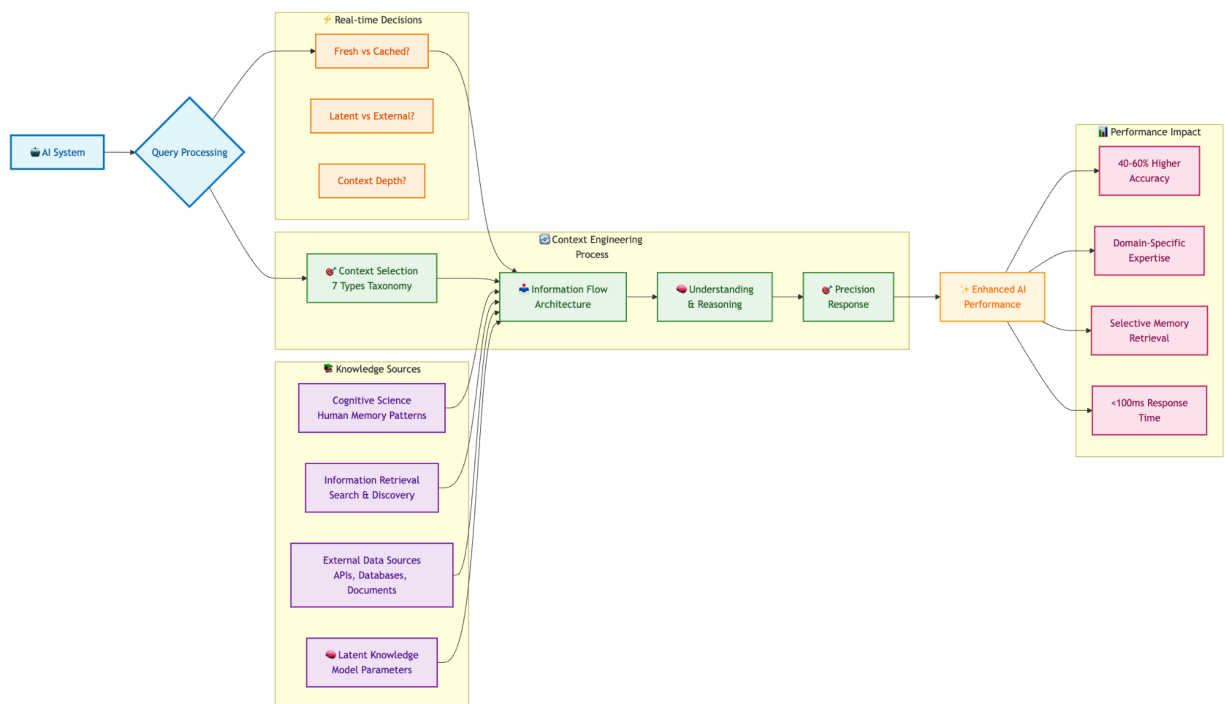 ⚡ Real-time Decisions
Fresh vs Cached?
Latent vs External?
Context Depth?
🤖 AI System
Query Processing
🔄 Context Engineering
Process
🎯 Context Selection
7 Types Taxonomy
Information Flow
Architecture
🧠 Understanding
& Reasoning
🎯 Precision
Response
📚 Knowledge Sources
Cognitive Science
Human Memory Patterns
Information Retrieval
Search & Discovery
External Data Sources
APIs, Databases,
Documents
🧠 Latent Knowledge
Model Parameters
✨ Enhanced AI
Performance
📊 Performance Impact
40-60% Higher
Accuracy
Domain-Specific
Expertise
Selective Memory
Retrieval
<100ms Response
Time